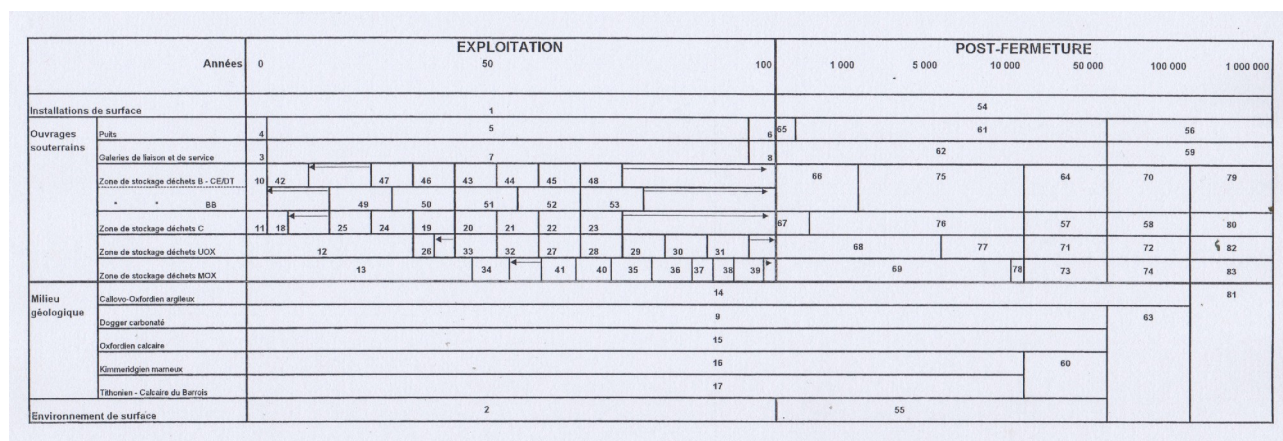 EXPLOITATION POST-FERMETURE
Années 0 50 100 1 000 5 000 10 000 50 000 100 000 1 000 000
Installations de surface 1 54
Ouvrages souterrains Puits 4 5 6 65 61 56
Galeries de liaison et de service 3 7 8 62 59
Zone de stockage déchets B - CE/DT 10 42 47 46 43 44 45 48 66 75 64 70 79
" " BB 49 50 51 52 53
Zone de stockage déchets C 11 18 25 24 19 20 21 22 23 67 76 57 58 80
Zone de stockage déchets UOX 12 26 33 32 27 28 29 30 31 68 77 71 72 82
Zone de stockage déchets MOX 13 34 41 40 35 36 37 38 39 69 78 73 74 83
Milieu géologique Callovo-Oxfordien argileux 14 81
Dogger carbonaté 9 63
Oxfordien calcaire 15
Kimmeridgien marneux 16 60
Tithonien - Calcaire du Barrois 17
Environnement de surface 2 55